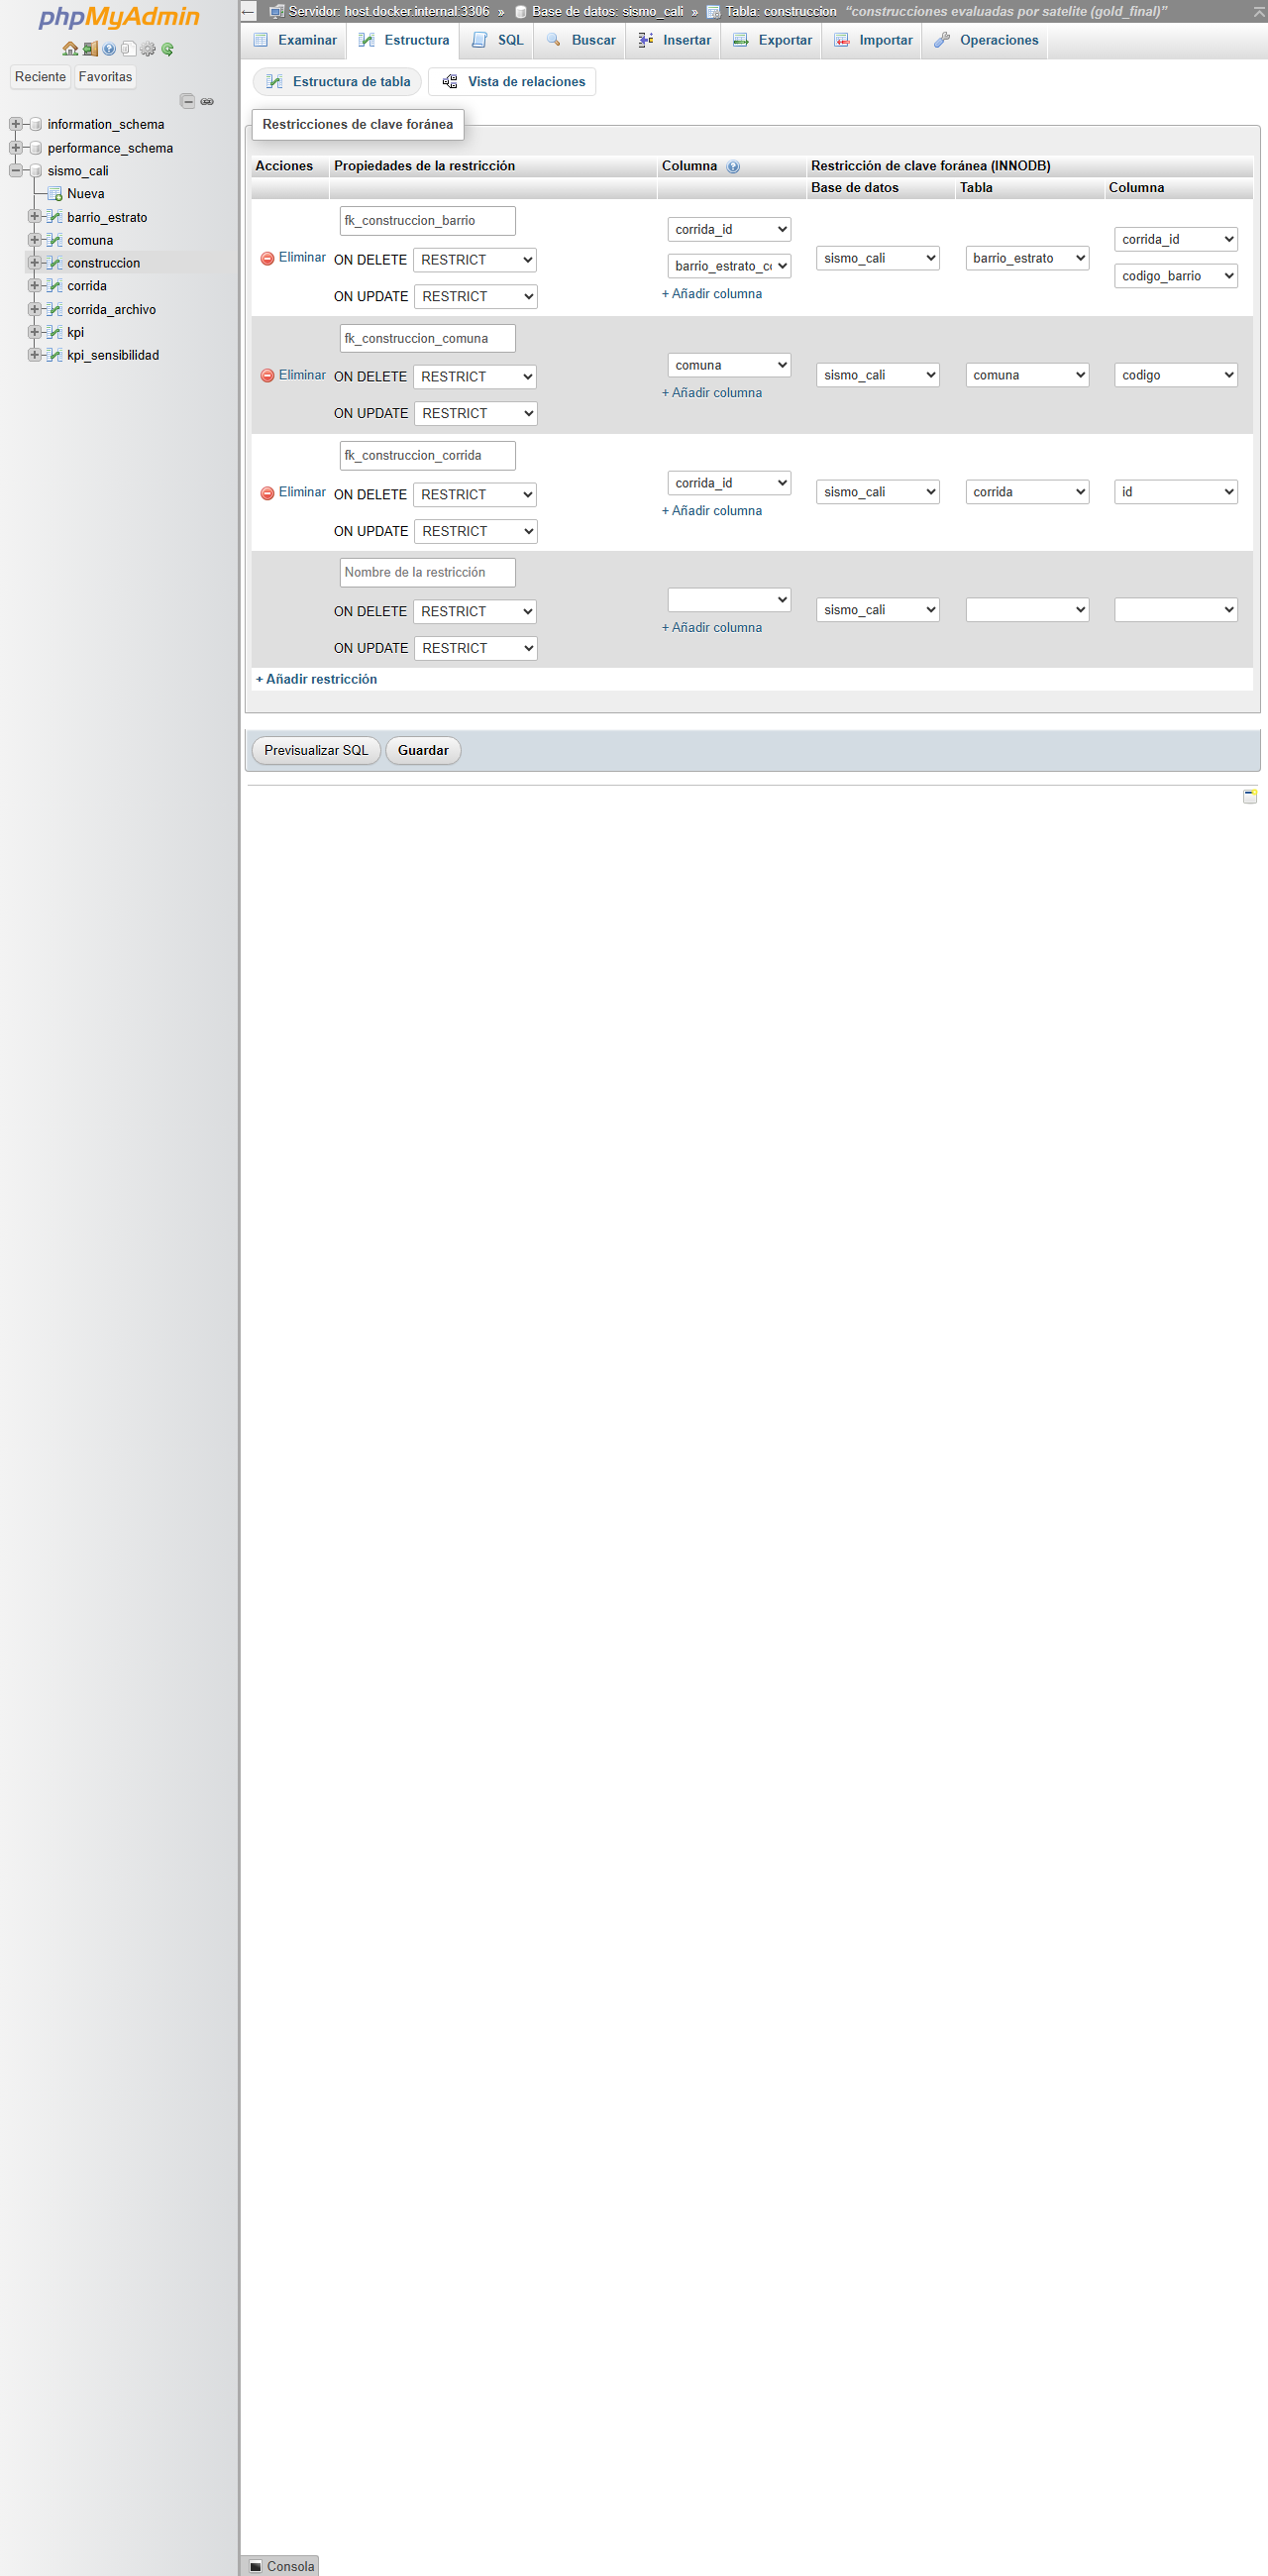 phpMyAdmin
Reciente Favoritas
information_schema
performance_schema
sismo_cali
Nueva
barrio_estrato
comuna
construccion
corrida
corrida_archivo
kpi
kpi_sensibilidad
Servidor: host.docker.internal:3306 » Base de datos: sismo_cali » Tabla: construccion “construcciones evaluadas por satelite (gold_final)”
Examinar Estructura SQL Buscar Insertar Exportar Importar Operaciones
Estructura de tabla Vista de relaciones
Restricciones de clave foránea
Acciones Propiedades de la restricción Columna Restricción de clave foránea (INNODB)
Base de datos Tabla Columna
fk_construccion_barrio
Eliminar ON DELETE RESTRICT
ON UPDATE RESTRICT
corrida_id
barrio_estrato_c
+ Añadir columna
sismo_cali barrio_estrato
corrida_id
codigo_barrio
fk_construccion_comuna
Eliminar ON DELETE RESTRICT
ON UPDATE RESTRICT
comuna
+ Añadir columna
sismo_cali comuna codigo
fk_construccion_corrida
Eliminar ON DELETE RESTRICT
ON UPDATE RESTRICT
corrida_id
+ Añadir columna
sismo_cali corrida id
Nombre de la restricción
ON DELETE RESTRICT
ON UPDATE RESTRICT
+ Añadir columna
sismo_cali
+ Añadir restricción
Previsualizar SQL Guardar
Consola